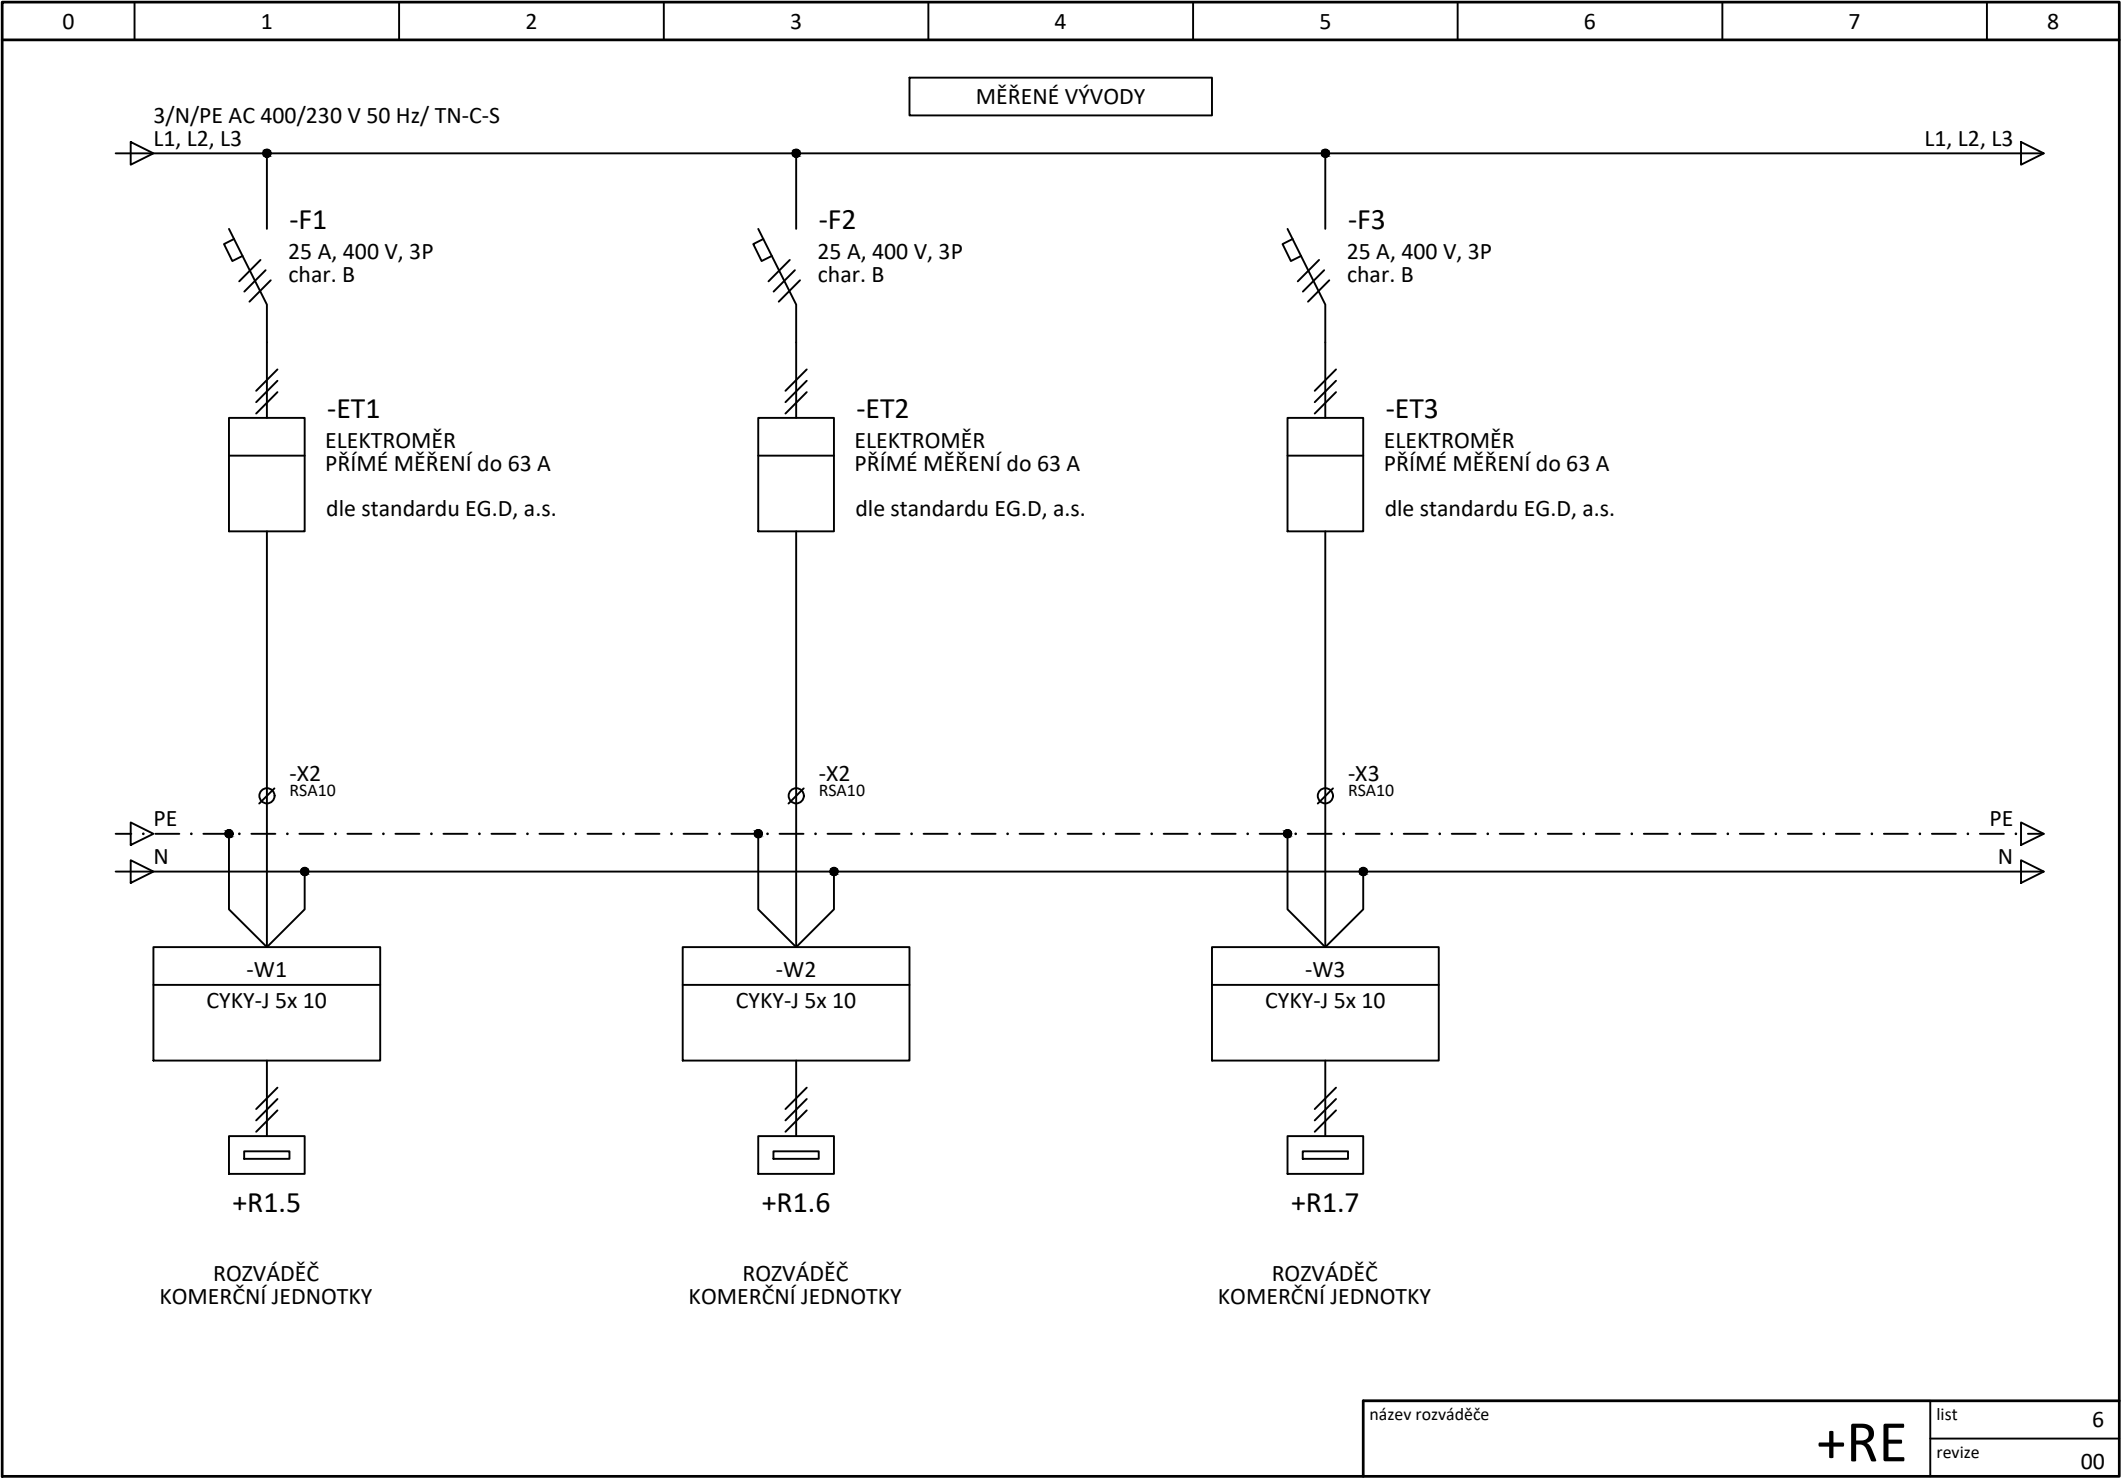 0 1 2 3 4 5 6 7 8
MĚŘENÉ VÝVODY
3/N/PE AC 400/230 V 50 Hz/ TN-C-S
L1, L2, L3
L1, L2, L3
-F1
25 A, 400 V, 3P
char. B
-F2
25 A, 400 V, 3P
char. B
-F3
25 A, 400 V, 3P
char. B
-ET1
ELEKTROMĚR
PŘÍMÉ MĚŘENÍ do 63 A
dle standardu EG.D, a.s.
-ET2
ELEKTROMĚR
PŘÍMÉ MĚŘENÍ do 63 A
dle standardu EG.D, a.s.
-ET3
ELEKTROMĚR
PŘÍMÉ MĚŘENÍ do 63 A
dle standardu EG.D, a.s.
-X2
RSA10
-X2
RSA10
-X3
RSA10
PE
PE
N
N
-W1
CYKY-J 5x 10
-W2
CYKY-J 5x 10
-W3
CYKY-J 5x 10
+R1.5
ROZVÁDĚČ
KOMERČNÍ JEDNOTKY
+R1.6
ROZVÁDĚČ
KOMERČNÍ JEDNOTKY
+R1.7
ROZVÁDĚČ
KOMERČNÍ JEDNOTKY
název rozváděče
+RE
list 6
revize 00